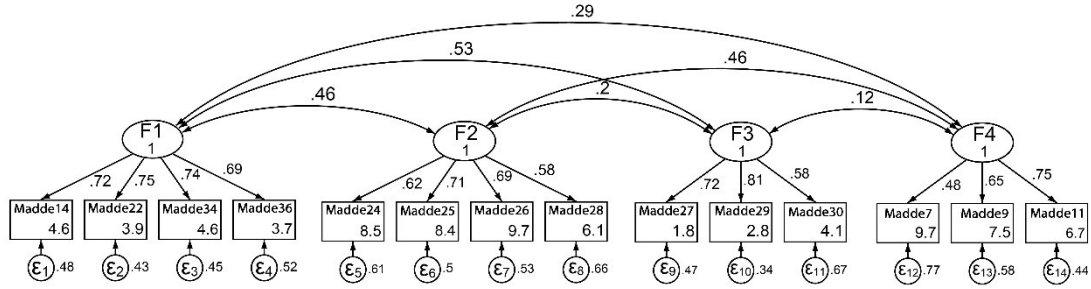 .29
.53
.46
.46
.2
.12
F1
1
F2
1
F3
1
F4
1
.72 .75 .74 .69
.62 .71 .69 .58
.72 .81 .58
.48 .65 .75
Madde14
4.6
Madde22
3.9
Madde34
4.6
Madde36
3.7
Madde24
8.5
Madde25
8.4
Madde26
9.7
Madde28
6.1
Madde27
1.8
Madde29
2.8
Madde30
4.1
Madde7
9.7
Madde9
7.5
Madde11
6.7
ε1 .48
ε2 .43
ε3 .45
ε4 .52
ε5 .61
ε6 .5
ε7 .53
ε8 .66
ε9 .47
ε10 .34
ε11 .67
ε12 .77
ε13 .58
ε14 .44